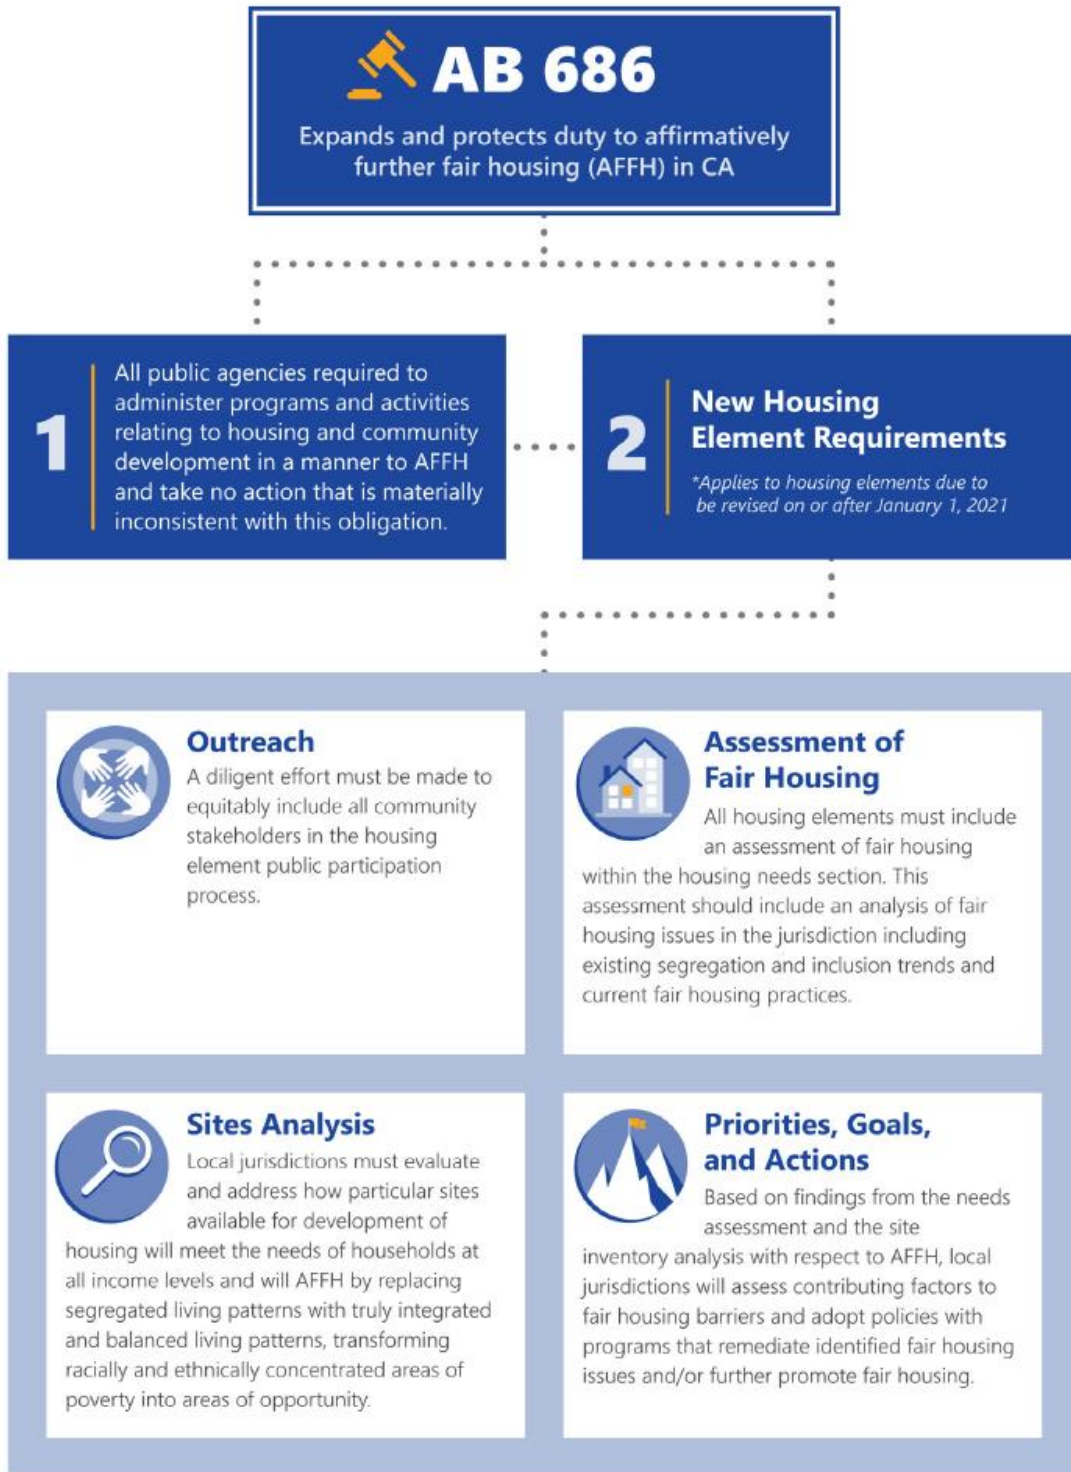 AB 686
Expands and protects duty to affirmatively
further fair housing (AFFH) in CA
1
All public agencies required to
administer programs and activities
relating to housing and community
development in a manner to AFFH
and take no action that is materially
inconsistent with this obligation.
2
New Housing
Element Requirements
*Applies to housing elements due to
be revised on or after January 1, 2021
Outreach
A diligent effort must be made to
equitably include all community
stakeholders in the housing
element public participation
process.
Assessment of
Fair Housing
All housing elements must include
an assessment of fair housing
within the housing needs section. This
assessment should include an analysis of fair
housing issues in the jurisdiction including
existing segregation and inclusion trends and
current fair housing practices.
Sites Analysis
Local jurisdictions must evaluate
and address how particular sites
available for development of
housing will meet the needs of households at
all income levels and will AFFH by replacing
segregated living patterns with truly integrated
and balanced living patterns, transforming
racially and ethnically concentrated areas of
poverty into areas of opportunity.
Priorities, Goals,
and Actions
Based on findings from the needs
assessment and the site
inventory analysis with respect to AFFH, local
jurisdictions will assess contributing factors to
fair housing barriers and adopt policies with
programs that remediate identified fair housing
issues and/or further promote fair housing.